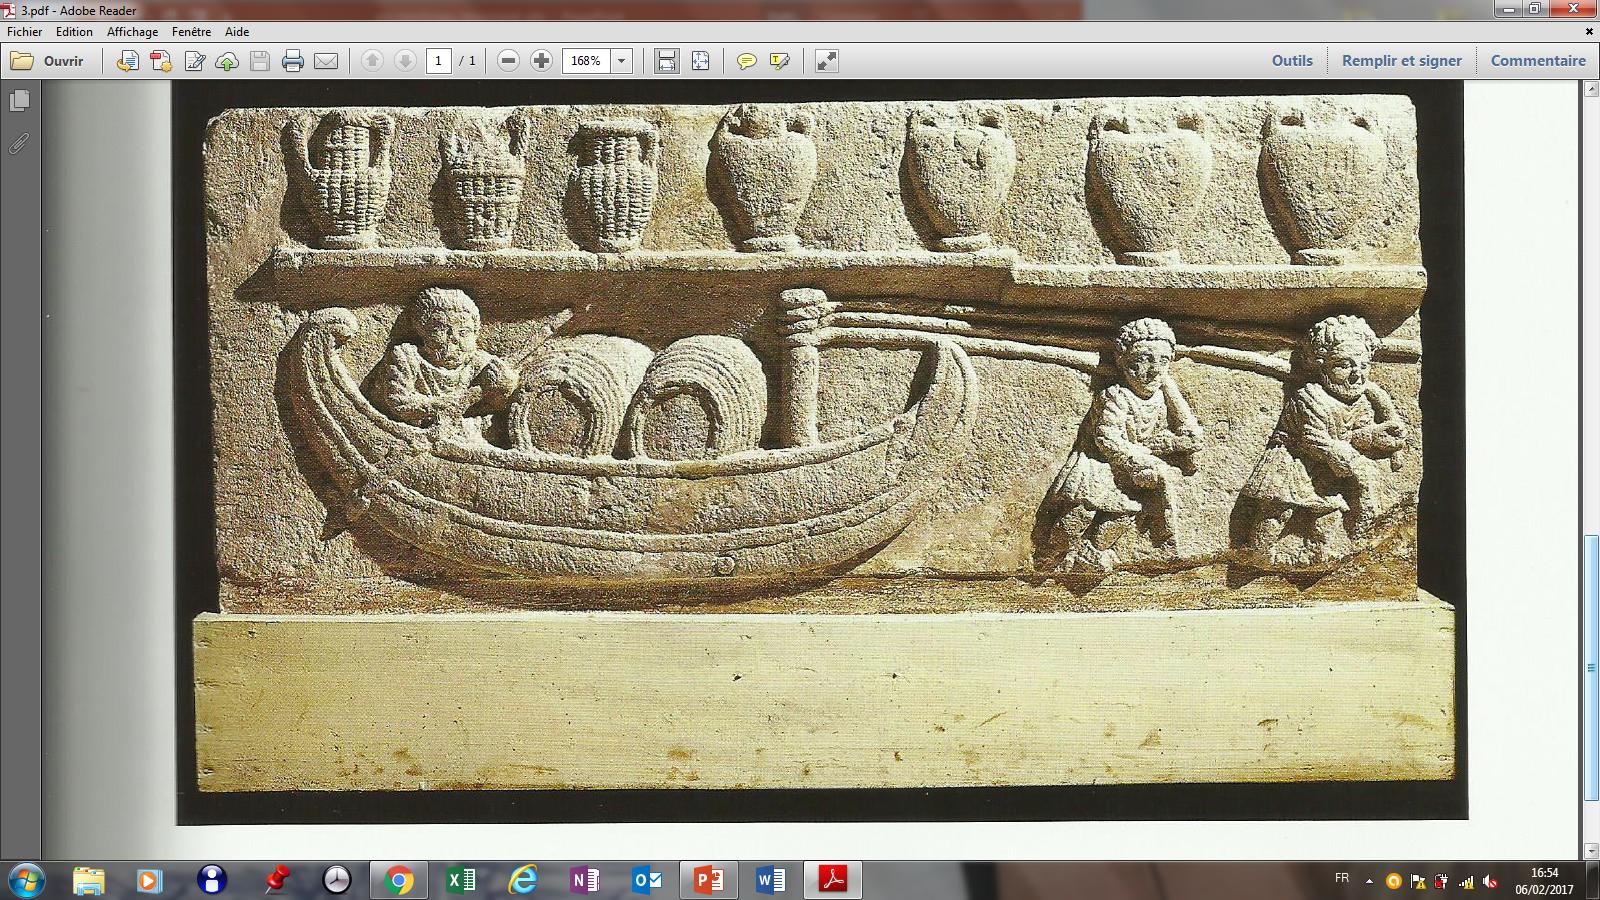 3.pdf - Adobe Reader
Fichier Edition Affichage Fenêtre Aide
Ouvrir 1 / 1 168% Outils Remplir et signer Commentaire
FR 16:54
06/02/2017